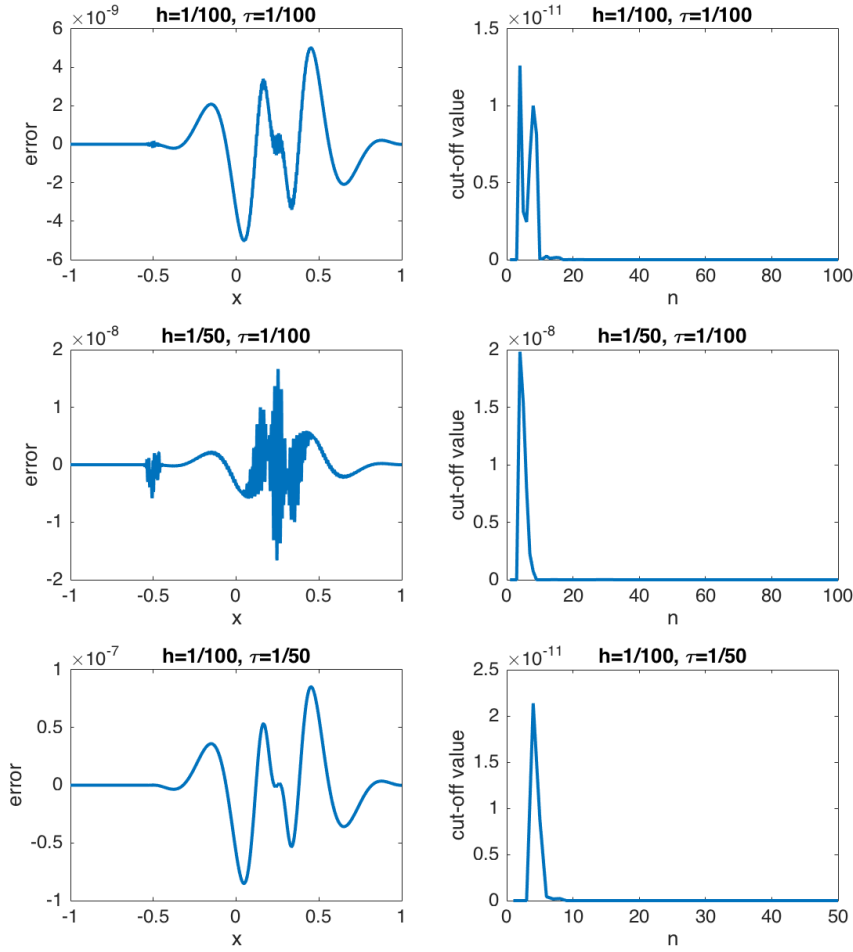 ×10⁻⁹ h=1/100, τ=1/100
6
4
2
0
-2
-4
-6
error
-1 -0.5 0 0.5 1
x
×10⁻¹¹ h=1/100, τ=1/100
1.5
1
0.5
0
cut-off value
0 20 40 60 80 100
n
×10⁻⁸ h=1/50, τ=1/100
2
1
0
-1
-2
error
-1 -0.5 0 0.5 1
x
×10⁻⁸ h=1/50, τ=1/100
2
1.5
1
0.5
0
cut-off value
0 20 40 60 80 100
n
×10⁻⁷ h=1/100, τ=1/50
1
0.5
0
-0.5
-1
error
-1 -0.5 0 0.5 1
x
×10⁻¹¹ h=1/100, τ=1/50
2.5
2
1.5
1
0.5
0
cut-off value
0 10 20 30 40 50
n